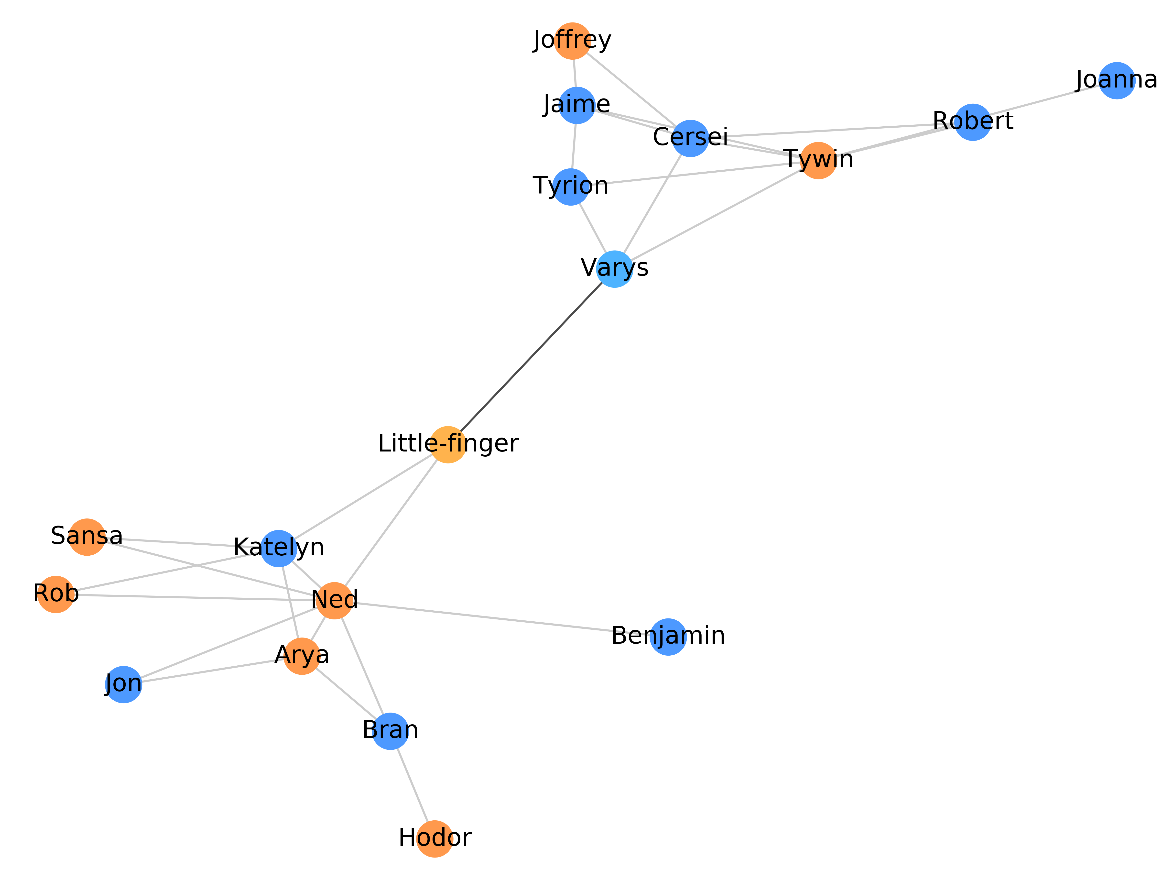 Joffrey
Joanna
Jaime
Robert
Cersei
Tywin
Tyrion
Varys
Little-finger
Sansa
Katelyn
Rob
Ned
Benjamin
Arya
Jon
Bran
Hodor